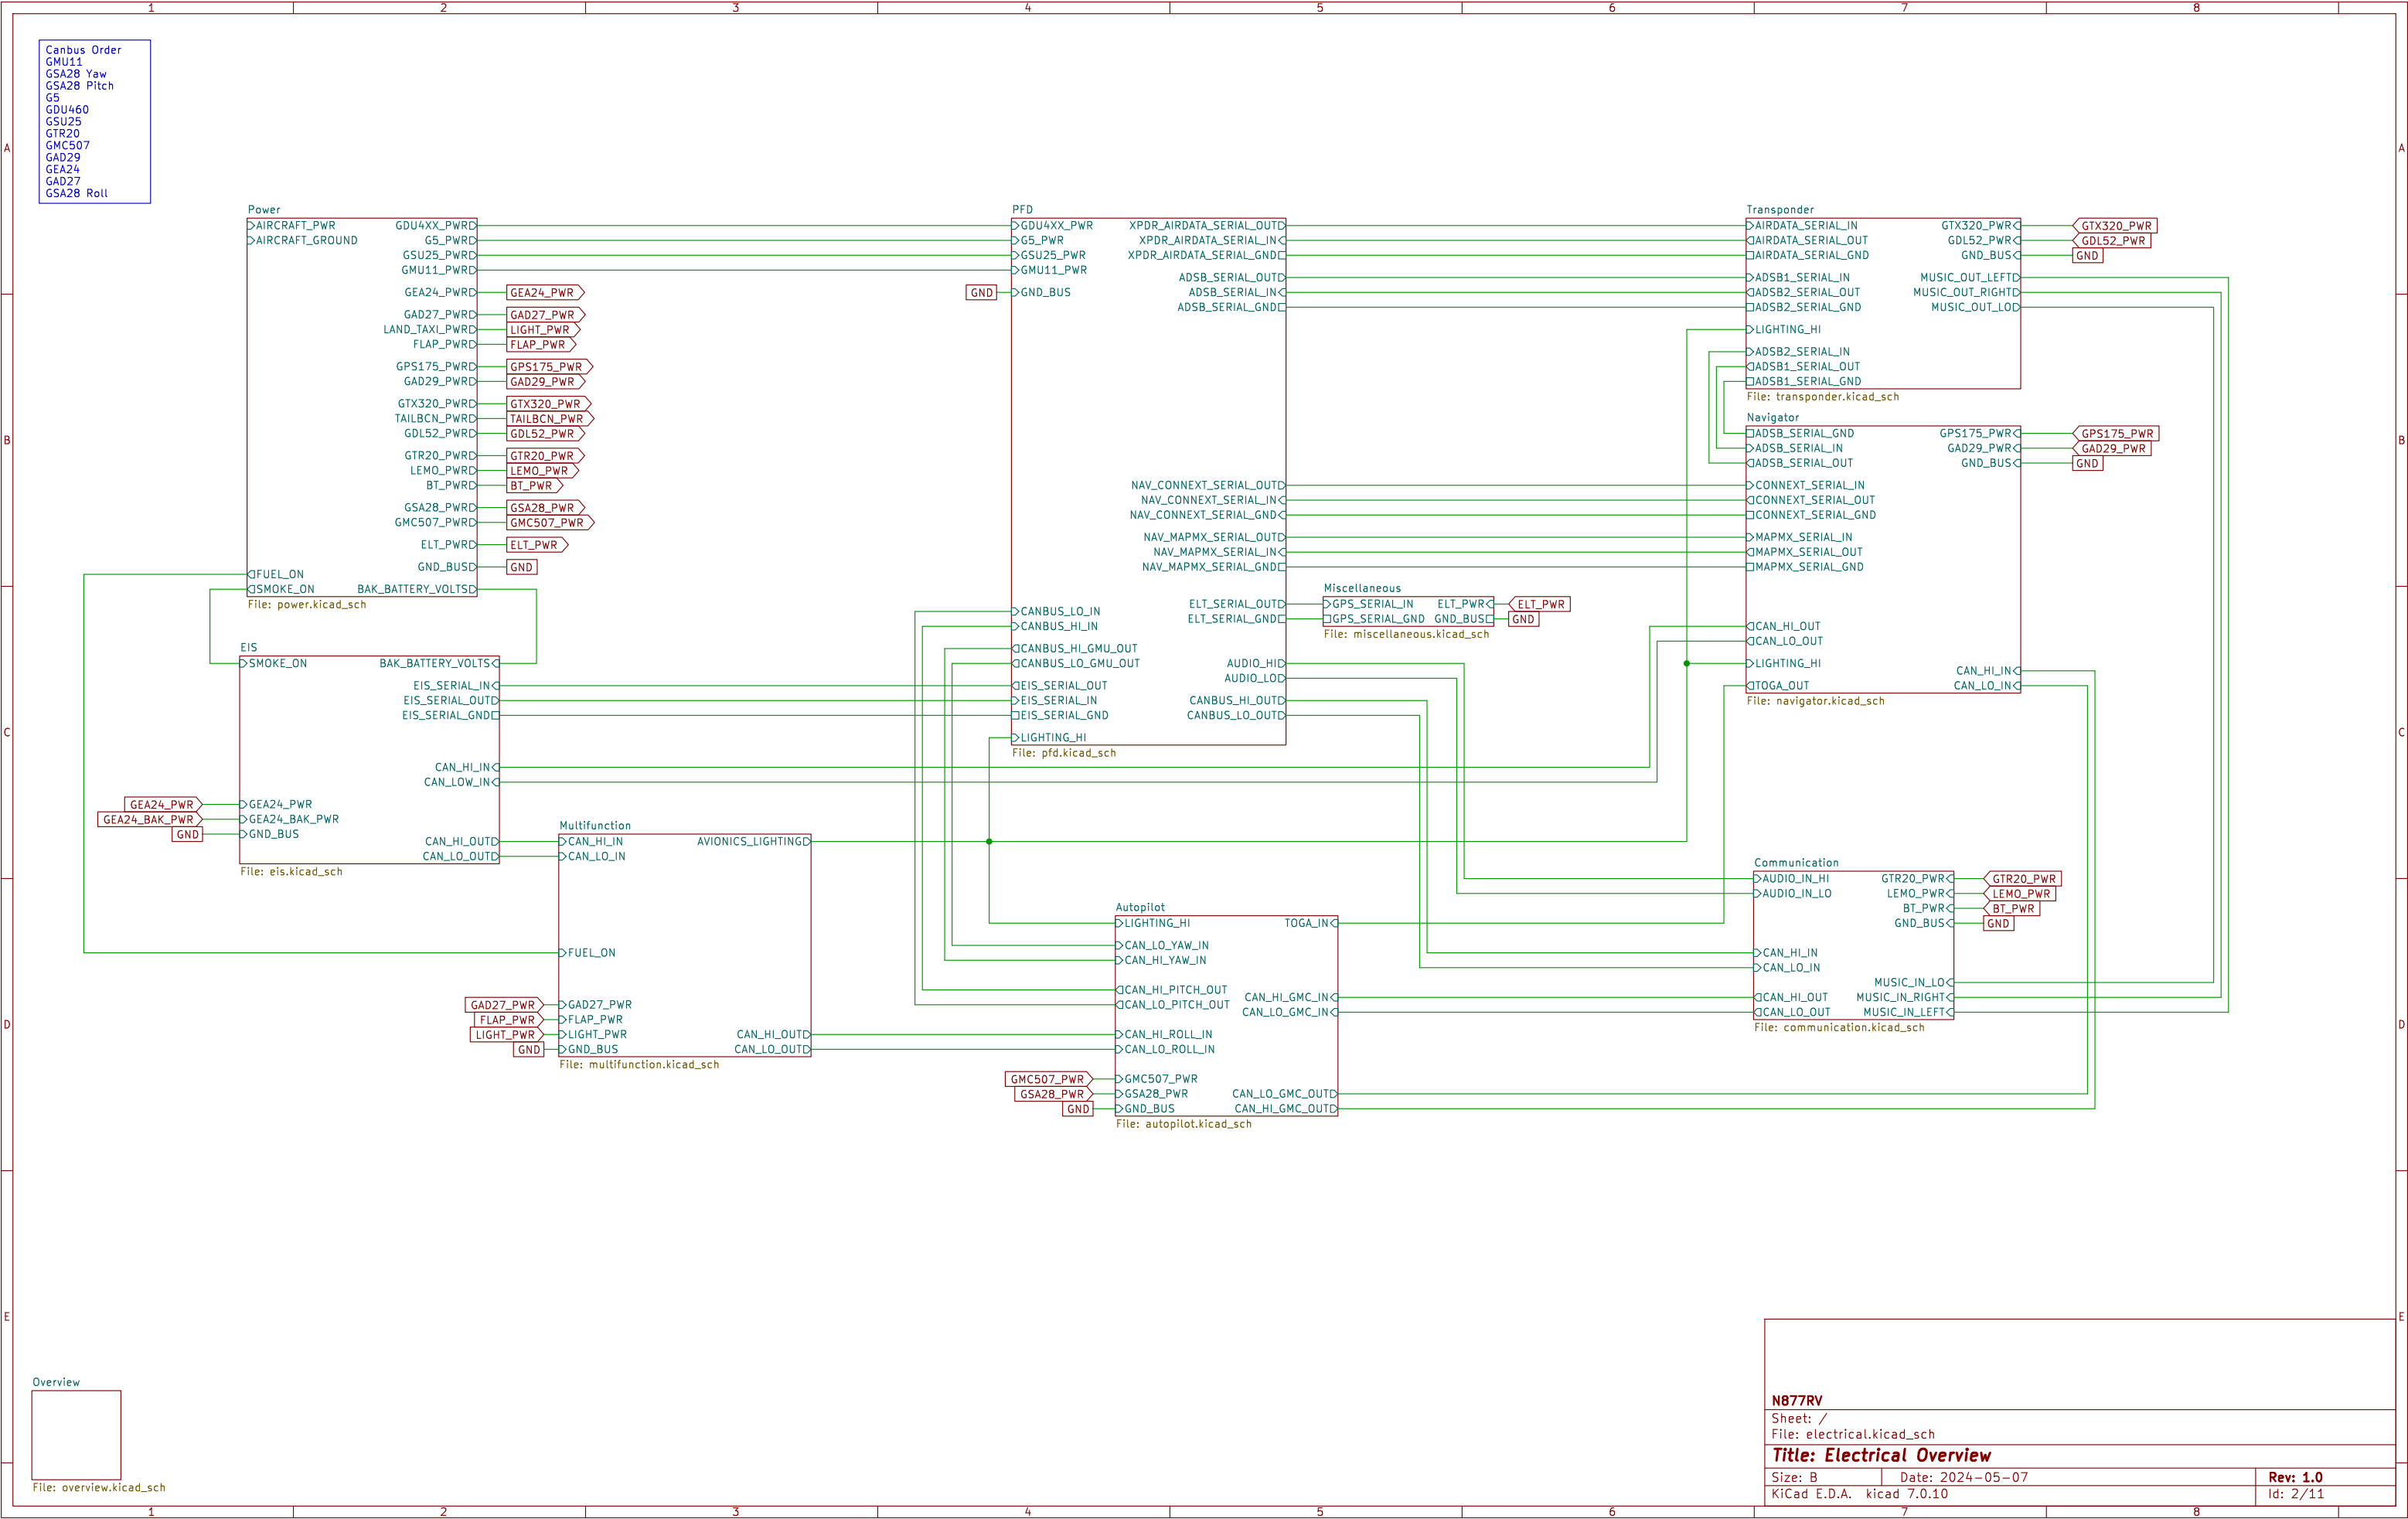 1 2 3 4 5 6 7 8
A
B
C
D
E
A
B
C
D
E
Canbus Order
GMU11
GSA28 Yaw
GSA28 Pitch
G5
GDU460
GSU25
GTR20
GMC507
GAD29
GEA24
GAD27
GSA28 Roll
Power
AIRCRAFT_PWR
AIRCRAFT_GROUND
GDU4XX_PWR
G5_PWR
GSU25_PWR
GMU11_PWR
GEA24_PWR GEA24_PWR
GAD27_PWR GAD27_PWR
LAND_TAXI_PWR LIGHT_PWR
FLAP_PWR FLAP_PWR
GPS175_PWR GPS175_PWR
GAD29_PWR GAD29_PWR
GTX320_PWR GTX320_PWR
TAILBCN_PWR TAILBCN_PWR
GDL52_PWR GDL52_PWR
GTR20_PWR GTR20_PWR
LEMO_PWR LEMO_PWR
BT_PWR BT_PWR
GSA28_PWR GSA28_PWR
GMC507_PWR GMC507_PWR
ELT_PWR ELT_PWR
GND_BUS GND
FUEL_ON
SMOKE_ON BAK_BATTERY_VOLTS
File: power.kicad_sch
EIS
SMOKE_ON BAK_BATTERY_VOLTS
EIS_SERIAL_IN
EIS_SERIAL_OUT
EIS_SERIAL_GND
CAN_HI_IN
CAN_LOW_IN
GEA24_PWR GEA24_PWR
GEA24_BAK_PWR GEA24_BAK_PWR
GND GND_BUS
CAN_HI_OUT
CAN_LO_OUT
File: eis.kicad_sch
Multifunction
CAN_HI_IN AVIONICS_LIGHTING
CAN_LO_IN
FUEL_ON
GAD27_PWR GAD27_PWR
FLAP_PWR FLAP_PWR
LIGHT_PWR LIGHT_PWR CAN_HI_OUT
GND GND_BUS CAN_LO_OUT
File: multifunction.kicad_sch
PFD
GDU4XX_PWR XPDR_AIRDATA_SERIAL_OUT
G5_PWR XPDR_AIRDATA_SERIAL_IN
GSU25_PWR XPDR_AIRDATA_SERIAL_GND
GMU11_PWR
ADSB_SERIAL_OUT
GND GND_BUS ADSB_SERIAL_IN
ADSB_SERIAL_GND
NAV_CONNEXT_SERIAL_OUT
NAV_CONNEXT_SERIAL_IN
NAV_CONNEXT_SERIAL_GND
NAV_MAPMX_SERIAL_OUT
NAV_MAPMX_SERIAL_IN
NAV_MAPMX_SERIAL_GND
ELT_SERIAL_OUT
CANBUS_LO_IN
ELT_SERIAL_GND
CANBUS_HI_IN
CANBUS_HI_GMU_OUT
CANBUS_LO_GMU_OUT AUDIO_HI
AUDIO_LO
EIS_SERIAL_OUT
EIS_SERIAL_IN CANBUS_HI_OUT
EIS_SERIAL_GND CANBUS_LO_OUT
LIGHTING_HI
File: pfd.kicad_sch
Miscellaneous
GPS_SERIAL_IN ELT_PWR ELT_PWR
GPS_SERIAL_GND GND_BUS GND
File: miscellaneous.kicad_sch
Autopilot
LIGHTING_HI TOGA_IN
CAN_LO_YAW_IN
CAN_HI_YAW_IN
CAN_HI_PITCH_OUT
CAN_HI_GMC_IN
CAN_LO_PITCH_OUT
CAN_LO_GMC_IN
CAN_HI_ROLL_IN
CAN_LO_ROLL_IN
GMC507_PWR GMC507_PWR
GSA28_PWR GSA28_PWR CAN_LO_GMC_OUT
GND GND_BUS CAN_HI_GMC_OUT
File: autopilot.kicad_sch
Transponder
AIRDATA_SERIAL_IN GTX320_PWR GTX320_PWR
AIRDATA_SERIAL_OUT GDL52_PWR GDL52_PWR
AIRDATA_SERIAL_GND GND_BUS GND
ADSB1_SERIAL_IN MUSIC_OUT_LEFT
ADSB2_SERIAL_OUT MUSIC_OUT_RIGHT
ADSB2_SERIAL_GND MUSIC_OUT_LO
LIGHTING_HI
ADSB2_SERIAL_IN
ADSB1_SERIAL_OUT
ADSB1_SERIAL_GND
File: transponder.kicad_sch
Navigator
ADSB_SERIAL_GND GPS175_PWR GPS175_PWR
ADSB_SERIAL_IN GAD29_PWR GAD29_PWR
ADSB_SERIAL_OUT GND_BUS GND
CONNEXT_SERIAL_IN
CONNEXT_SERIAL_OUT
CONNEXT_SERIAL_GND
MAPMX_SERIAL_IN
MAPMX_SERIAL_OUT
MAPMX_SERIAL_GND
CAN_HI_OUT
CAN_LO_OUT
LIGHTING_HI
CAN_HI_IN
TOGA_OUT CAN_LO_IN
File: navigator.kicad_sch
Communication
AUDIO_IN_HI GTR20_PWR GTR20_PWR
AUDIO_IN_LO LEMO_PWR LEMO_PWR
BT_PWR BT_PWR
GND_BUS GND
CAN_HI_IN
CAN_LO_IN
MUSIC_IN_LO
CAN_HI_OUT MUSIC_IN_RIGHT
CAN_LO_OUT MUSIC_IN_LEFT
File: communication.kicad_sch
Overview
File: overview.kicad_sch
N877RV
Sheet: /
File: electrical.kicad_sch
Title: Electrical Overview
Size: B Date: 2024-05-07 Rev: 1.0
KiCad E.D.A. kicad 7.0.10 Id: 2/11
1 2 3 4 5 6 7 8